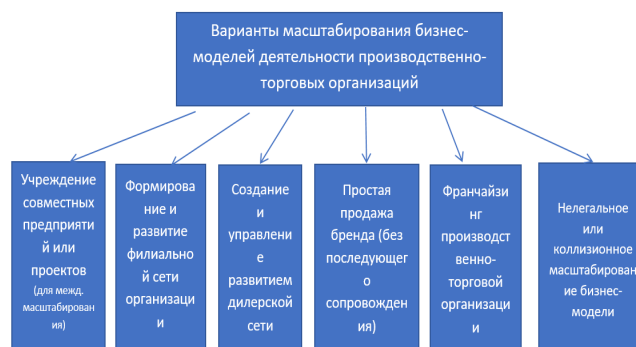 Варианты масштабирования бизнес-
моделей деятельности производственно-
торговых организаций
Учреждение
совместных
предприяти
й или
проектов
(для межд.
масштабирован
ия)
Формирова
ние и
развитие
филиально
й сети
организаци
и
Создание
и
управлени
е
развитием
дилерской
сети
Простая
продажа
бренда (без
последующег
о
сопровожден
ия)
Франчайзи
нг
производст
венно-
торговой
организаци
и
Нелегальное
или
коллизионное
масштабирован
ие бизнес-
модели